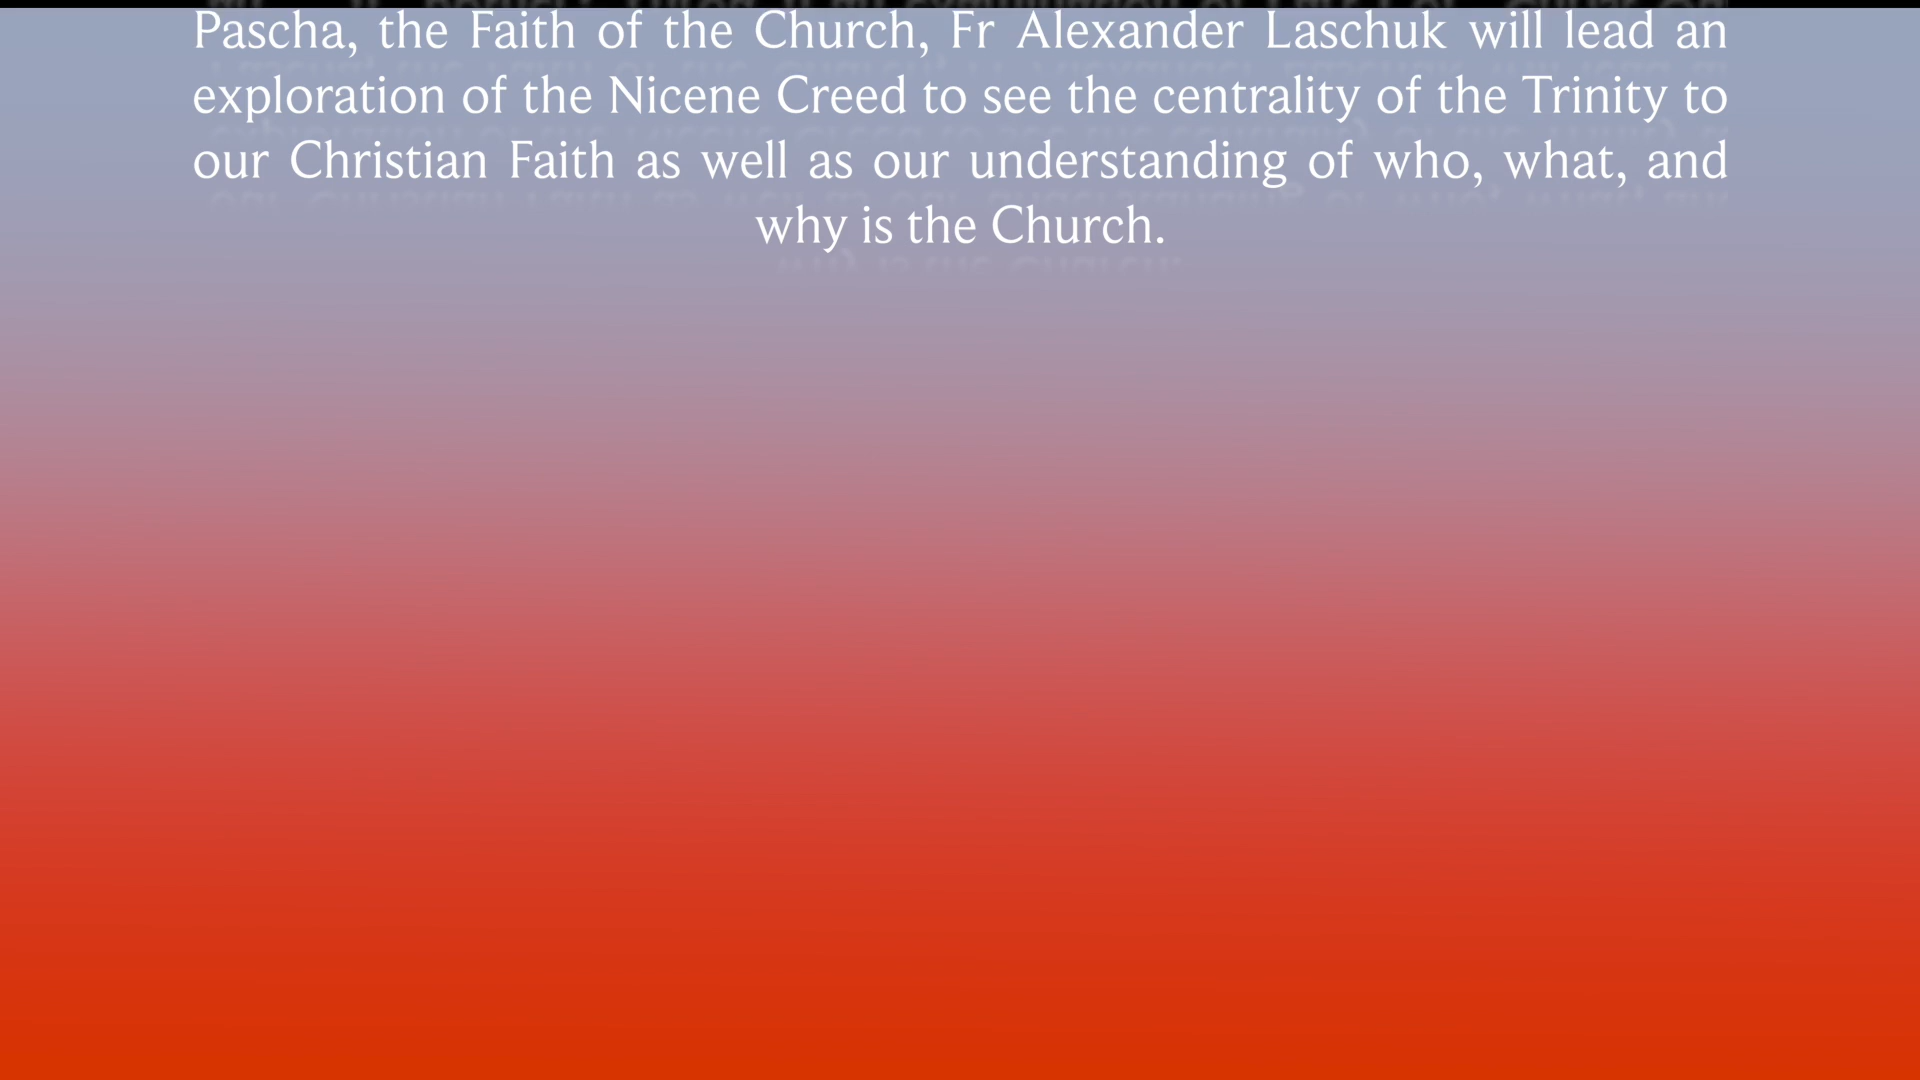 Pascha, the Faith of the Church, Fr Alexander Laschuk will lead an
exploration of the Nicene Creed to see the centrality of the Trinity to
our Christian Faith as well as our understanding of who, what, and
why is the Church.